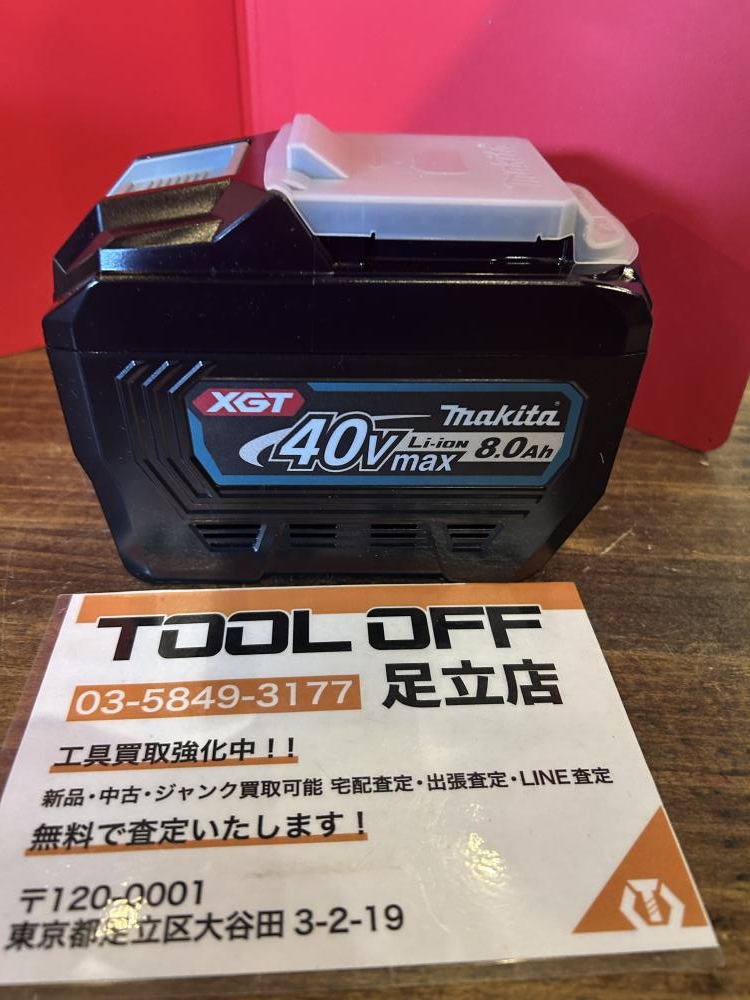 makita
XGT
makita
40Vmax Li-ion 8.0Ah
TOOL OFF
03-5849-3177 足立店
工具買取強化中！！
新品・中古・ジャンク買取可能 宅配査定・出張査定・LINE査定
無料で査定いたします！
〒120-0001
東京都足立区大谷田 3-2-19